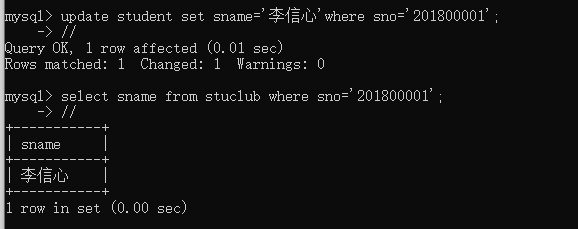 mysql> update student set sname='李信心'where sno='201800001';
    -> //
Query OK, 1 row affected (0.01 sec)
Rows matched: 1  Changed: 1  Warnings: 0
mysql> select sname from stuclub where sno='201800001';
    -> //
+-----------+
| sname     |
+-----------+
| 李信心    |
+-----------+
1 row in set (0.00 sec)